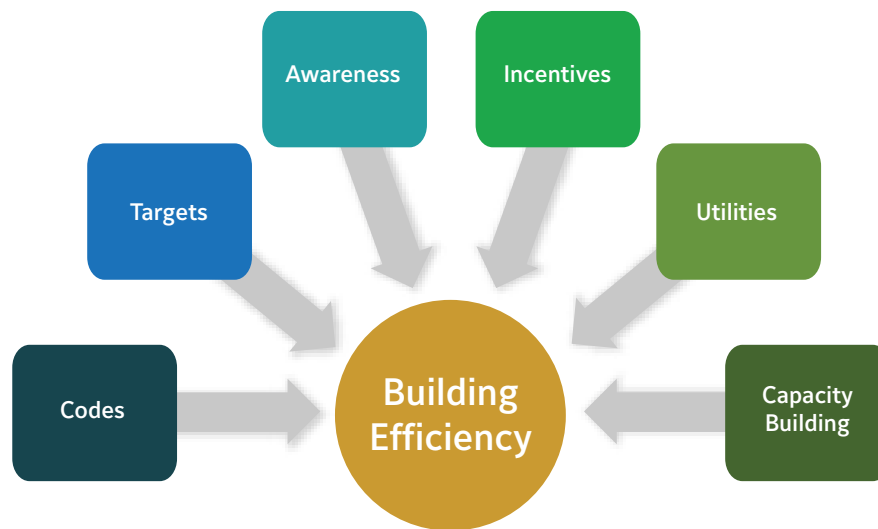 Awareness
Incentives
Targets
Utilities
Codes
Building
Efficiency
Capacity
Building